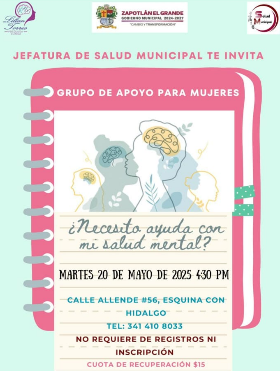 ZAPOTLÁN EL GRANDE
GOBIERNO MUNICIPAL 2024-2027
Salud
JEFATURA DE SALUD MUNICIPAL TE INVITA
GRUPO DE APOYO PARA MUJERES
¿Necesito ayuda con
mi salud mental?
MARTES 20 DE MAYO DE 2025 4:30 PM
CALLE ALLENDE #56, ESQUINA CON
HIDALGO
TEL: 341 410 8033
NO REQUIERE DE REGISTROS NI
INSCRIPCIÓN
CUOTA DE RECUPERACIÓN $15